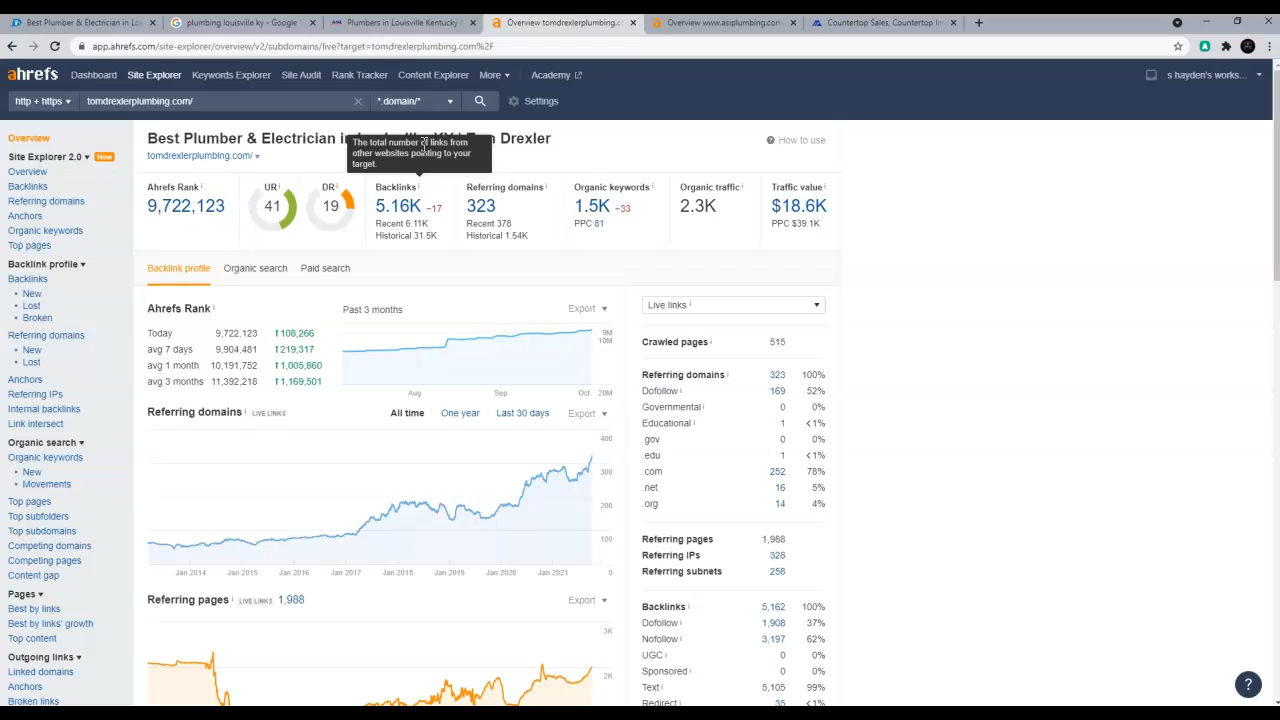 Best Plumber & Electrician in Lou
plumbing louisville ky - Google S
Plumbers in Louisville Kentucky &
Overview tomdrexlerplumbing.co
Overview www.asiplumbing.com
Countertop Sales, Countertop Ins
app.ahrefs.com/site-explorer/overview/v2/subdomains/live?target=tomdrexlerplumbing.com%2F
ahrefs Dashboard Site Explorer Keywords Explorer Site Audit Rank Tracker Content Explorer More Academy s hayden's works...
http + https tomdrexlerplumbing.com/ *.domain/* Settings
Overview
Site Explorer 2.0 New
Overview
Backlinks
Referring domains
Anchors
Organic keywords
Top pages
Backlink profile
Backlinks
New
Lost
Broken
Referring domains
New
Lost
Anchors
Referring IPs
Internal backlinks
Link intersect
Organic search
Organic keywords
New
Movements
Top pages
Top subfolders
Top subdomains
Competing domains
Competing pages
Content gap
Pages
Best by links
Best by links' growth
Top content
Outgoing links
Linked domains
Anchors
Broken links
Best Plumber & Electrician in Drexler
How to use
tomdrexlerplumbing.com/
The total number of links from
other websites pointing to your
target.
Ahrefs Rank UR DR Backlinks Referring domains Organic keywords Organic traffic Traffic value
9,722,123 41 19 5.16K -17 323 1.5K -33 2.3K $18.6K
Recent 6.11K Recent 378 PPC 81 PPC $39.1K
Historical 31.5K Historical 1.54K
Backlink profile Organic search Paid search
Ahrefs Rank Past 3 months Export
Today 9,722,123 ↑108,266
avg 7 days 9,904,481 ↑219,317
avg 1 month 10,191,752 ↑1,005,860
avg 3 months 11,392,218 ↑1,169,501
9M
10M
Aug Sep Oct 20M
Referring domains LIVE LINKS All time One year Last 30 days Export
400
300
200
100
Jan 2014 Jan 2015 Jan 2016 Jan 2017 Jan 2018 Jan 2019 Jan 2020 Jan 2021 0
Referring pages LIVE LINKS 1,988 Export
3K
2K
Live links
Crawled pages 515
Referring domains 323 100%
Dofollow 169 52%
Governmental 0 0%
Educational 1 <1%
.gov 0 0%
.edu 1 <1%
.com 252 78%
.net 16 5%
.org 14 4%
Referring pages 1,988
Referring IPs 328
Referring subnets 258
Backlinks 5,162 100%
Dofollow 1,908 37%
Nofollow 3,197 62%
UGC 0 0%
Sponsored 0 0%
Text 5,105 99%
Redirect 35 <1%
?